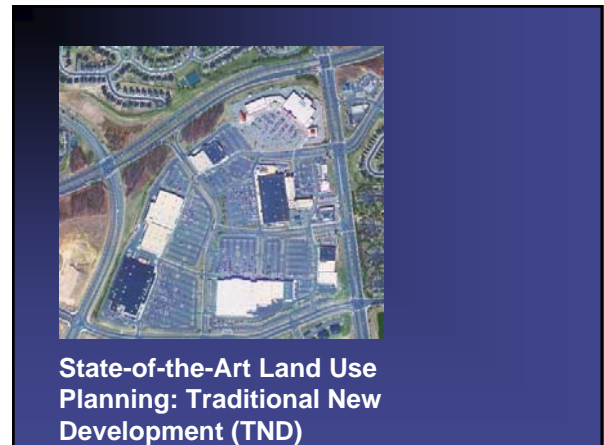 State-of-the-Art Land Use
Planning: Traditional New
Development (TND)